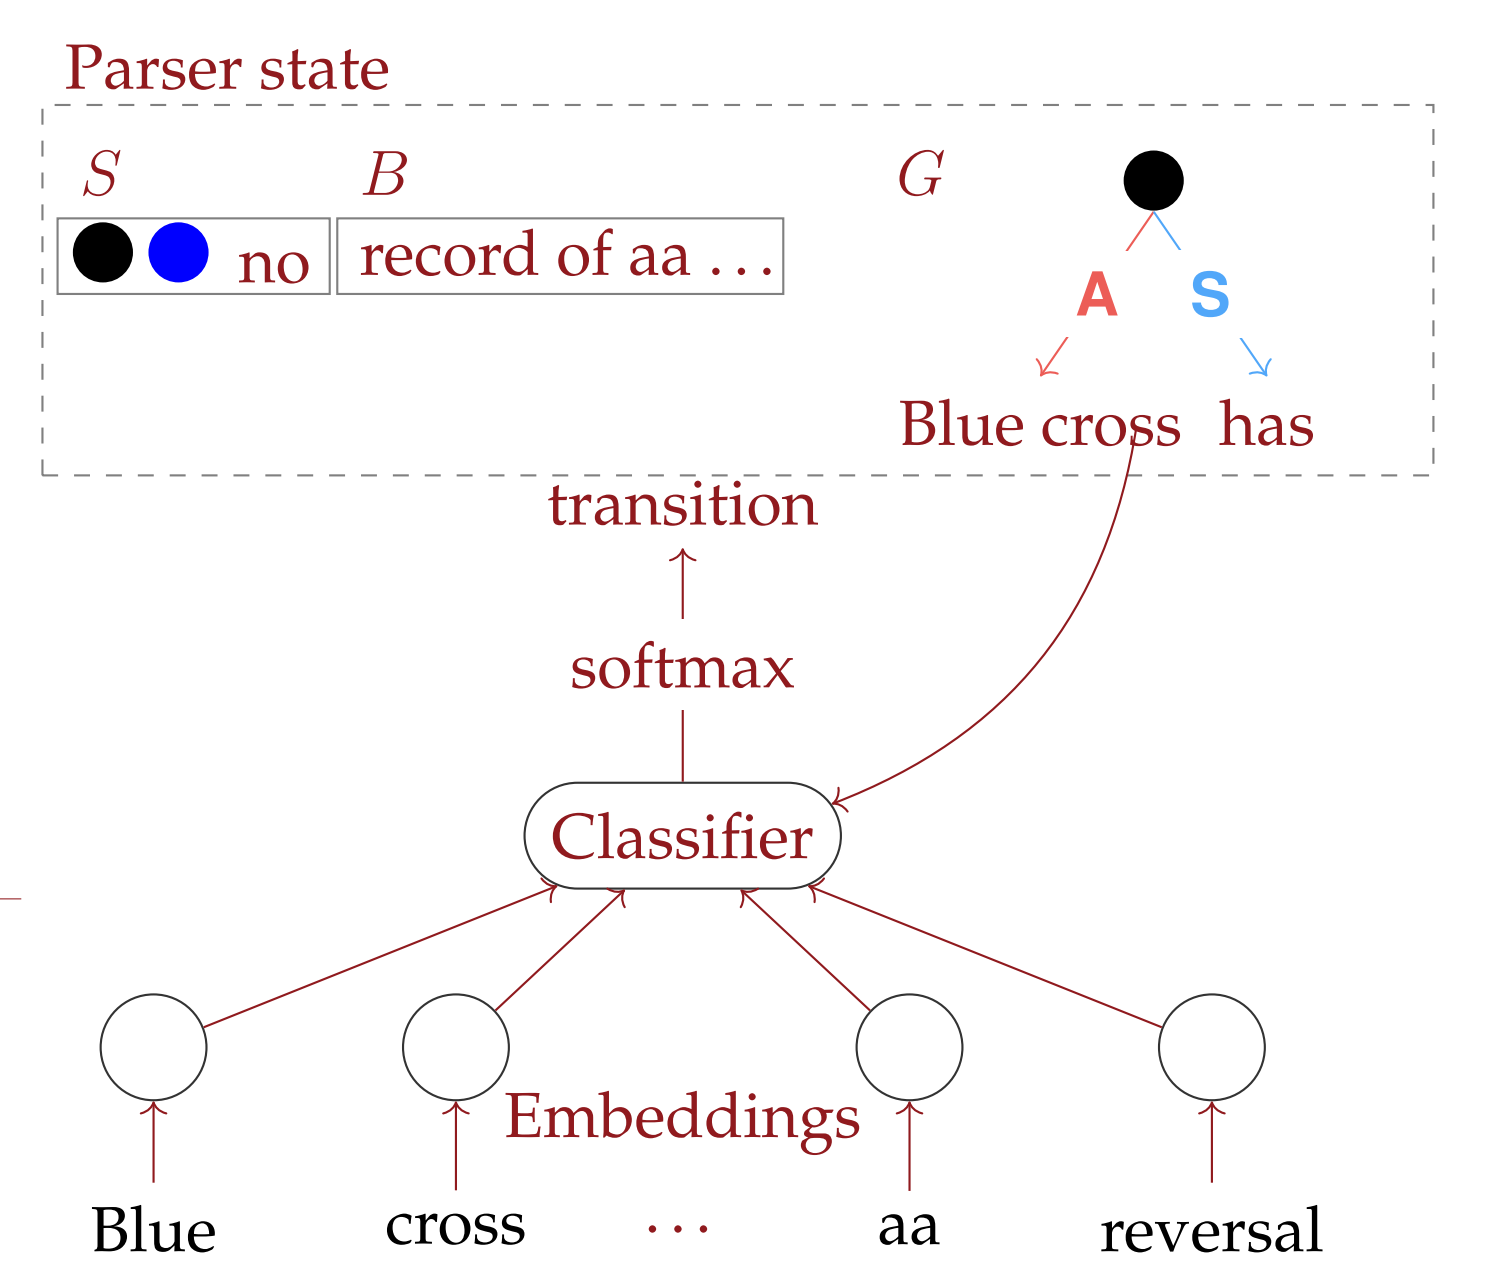 Parser state
S B G
no record of aa …
A S
Blue cross has
transition
softmax
Classifier
Embeddings
Blue cross … aa reversal